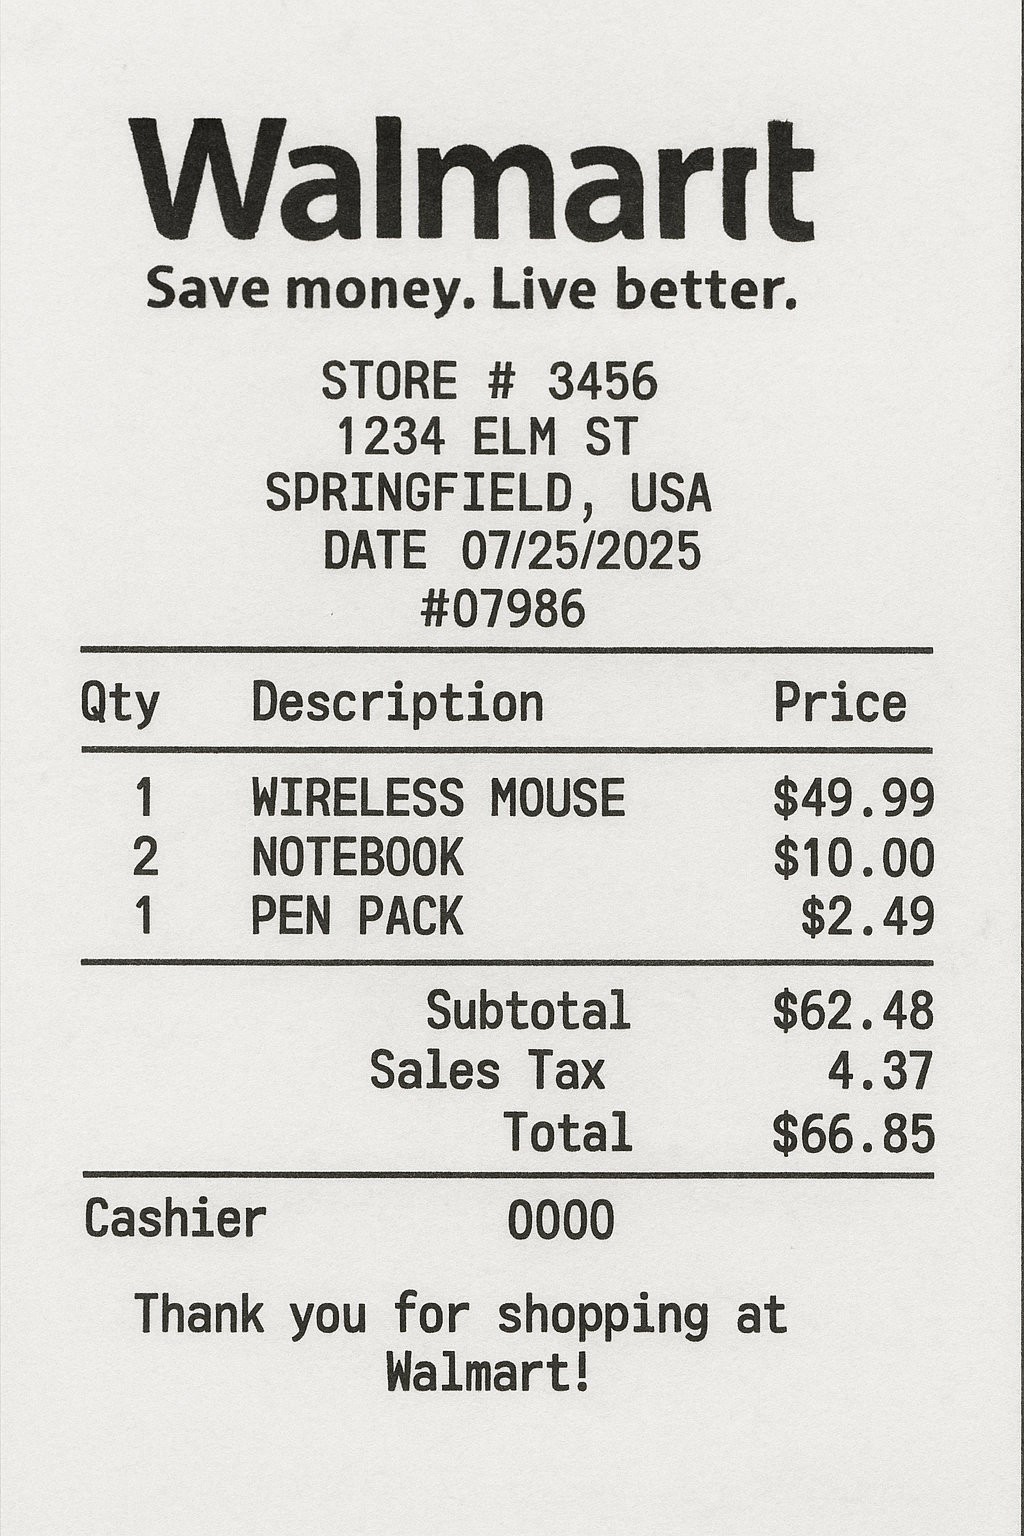 Walmarıt
Save money. Live better.
STORE # 3456
1234 ELM ST
SPRINGFIELD, USA
DATE 07/25/2025
#07986
Qty Description Price
1 WIRELESS MOUSE $49.99
2 NOTEBOOK $10.00
1 PEN PACK $2.49
Subtotal $62.48
Sales Tax 4.37
Total $66.85
Cashier 0000
Thank you for shopping at
Walmart!